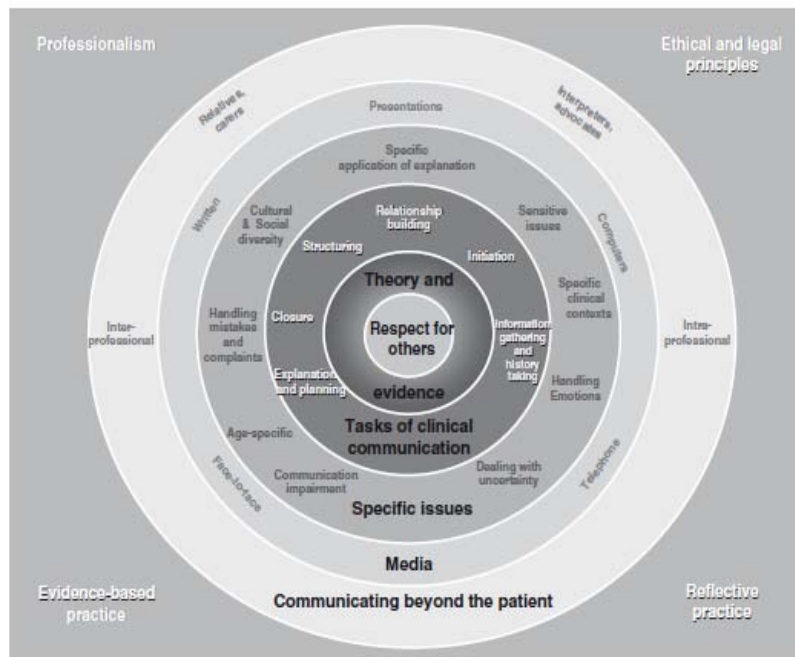 Professionalism
Ethical and legal
principles
Relatives,
carers
Interpreters,
advocates
Presentations
Specific
application of explanation
Written
Cultural
& Social
diversity
Relationship
building
Sensitive
issues
Computers
Structuring
Initiation
Theory and
Specific
clinical
contexts
Inter-
professional
Handling
mistakes
and
complaints
Closure
Respect for
others
Information
gathering
and
history
taking
Intra-
professional
Explanation
and planning
evidence
Handling
Emotions
Tasks of clinical
communication
Age-specific
Face-to-face
Communication
impairment
Dealing with
uncertainty
Telephone
Specific issues
Media
Communicating beyond the patient
Evidence-based
practice
Reflective
practice